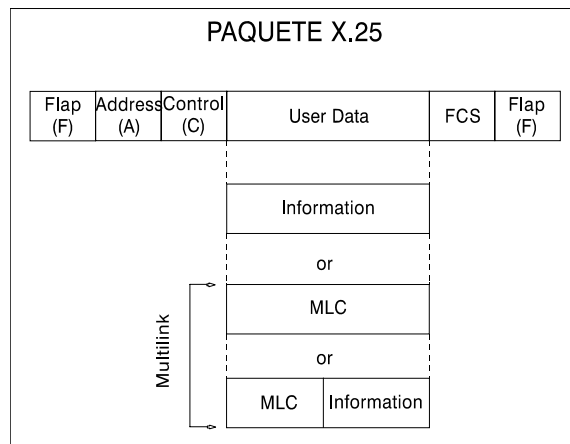 PAQUETE X.25
Flap Address Control User Data FCS Flap
(F) (A) (C) (F)
Information
or
MLC
or
MLC Information
Multilink